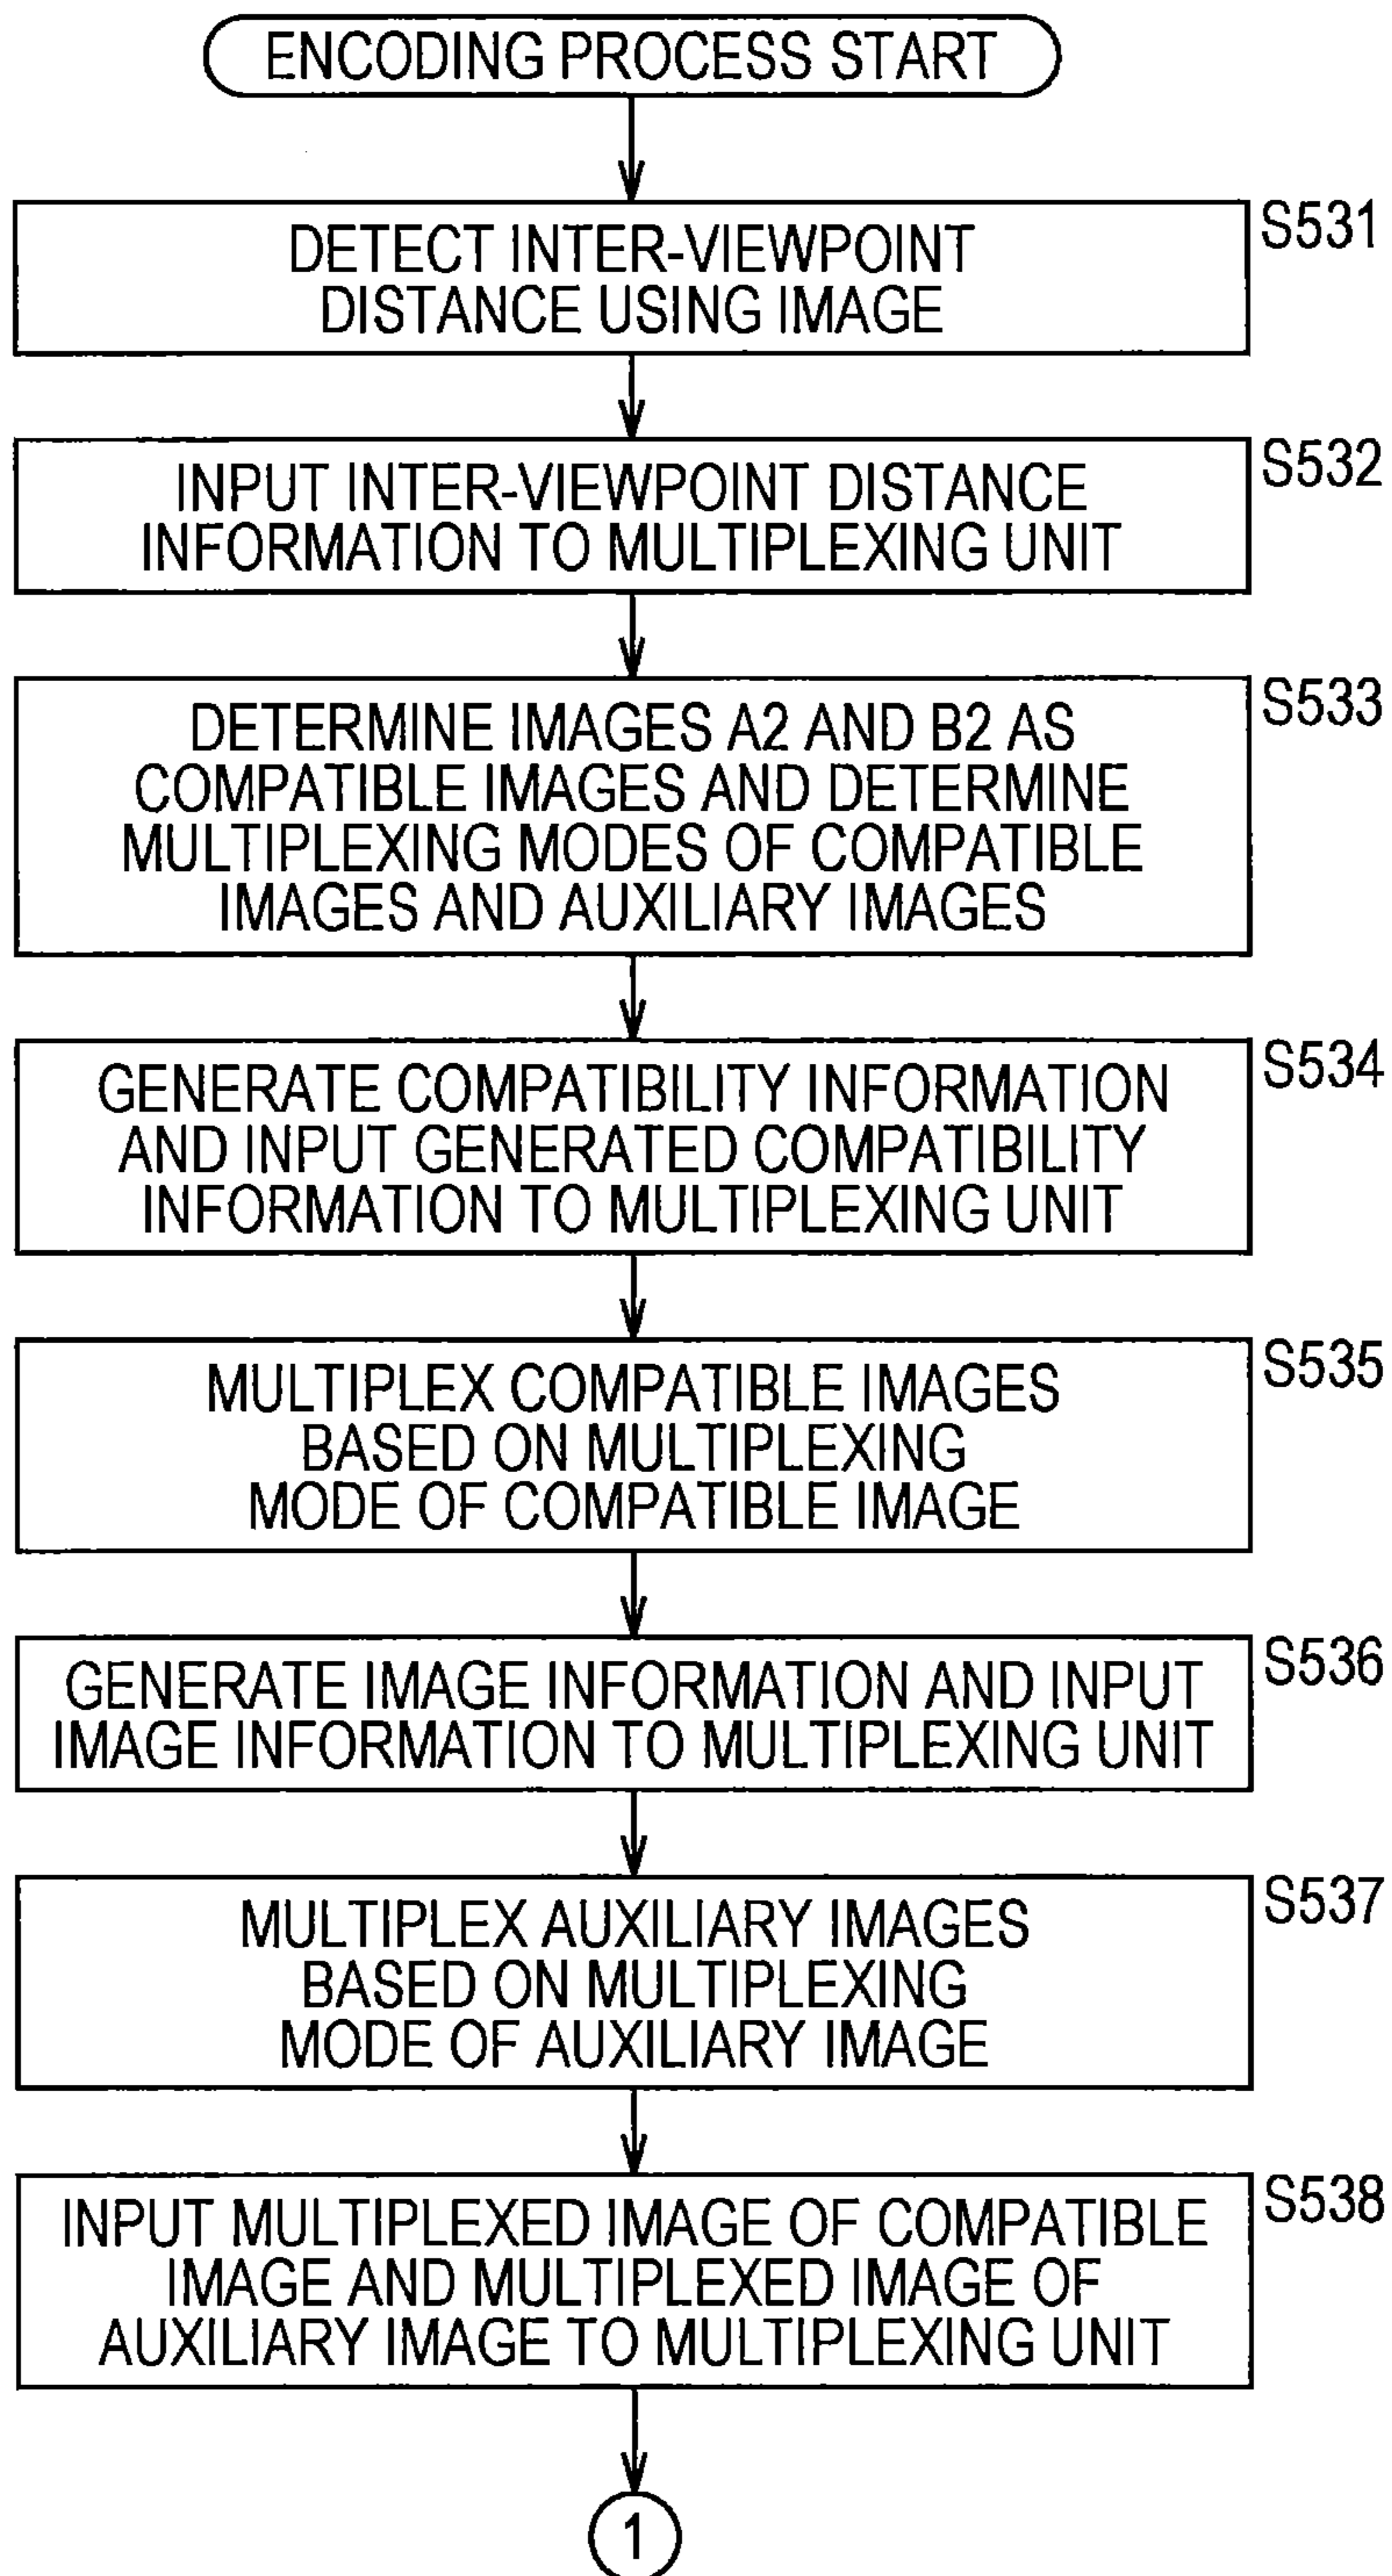 ENCODING PROCESS START
S531
DETECT INTER-VIEWPOINT
DISTANCE USING IMAGE
S532
INPUT INTER-VIEWPOINT DISTANCE
INFORMATION TO MULTIPLEXING UNIT
S533
DETERMINE IMAGES A2 AND B2 AS
COMPATIBLE IMAGES AND DETERMINE
MULTIPLEXING MODES OF COMPATIBLE
IMAGES AND AUXILIARY IMAGES
S534
GENERATE COMPATIBILITY INFORMATION
AND INPUT GENERATED COMPATIBILITY
INFORMATION TO MULTIPLEXING UNIT
S535
MULTIPLEX COMPATIBLE IMAGES
BASED ON MULTIPLEXING
MODE OF COMPATIBLE IMAGE
S536
GENERATE IMAGE INFORMATION AND INPUT
IMAGE INFORMATION TO MULTIPLEXING UNIT
S537
MULTIPLEX AUXILIARY IMAGES
BASED ON MULTIPLEXING
MODE OF AUXILIARY IMAGE
S538
INPUT MULTIPLEXED IMAGE OF COMPATIBLE
IMAGE AND MULTIPLEXED IMAGE OF
AUXILIARY IMAGE TO MULTIPLEXING UNIT
1